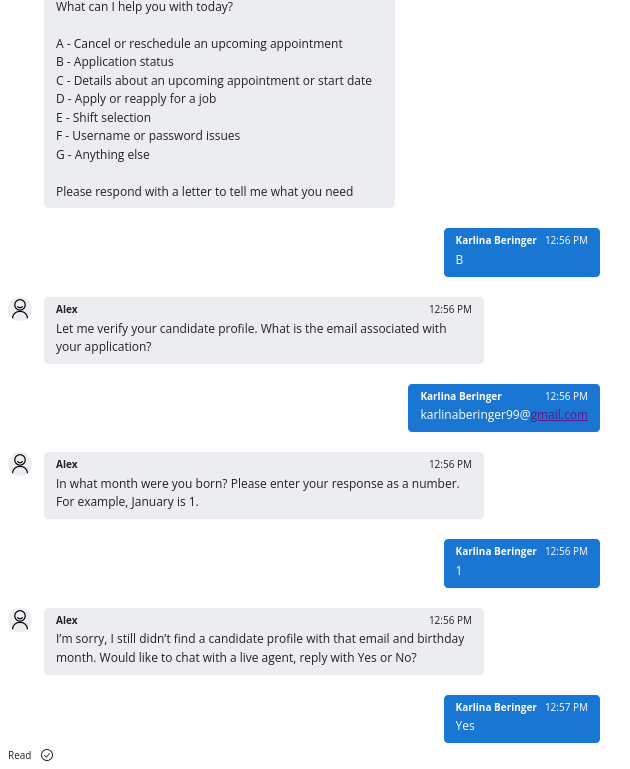 What can I help you with today?
A - Cancel or reschedule an upcoming appointment
B - Application status
C - Details about an upcoming appointment or start date
D - Apply or reapply for a job
E - Shift selection
F - Username or password issues
G - Anything else
Please respond with a letter to tell me what you need
Karlina Beringer 12:56 PM
B
Alex 12:56 PM
Let me verify your candidate profile. What is the email associated with
your application?
Karlina Beringer 12:56 PM
karlinaberinger99@gmail.com
Alex 12:56 PM
In what month were you born? Please enter your response as a number.
For example, January is 1.
Karlina Beringer 12:56 PM
1
Alex 12:56 PM
I’m sorry, I still didn’t find a candidate profile with that email and birthday
month. Would like to chat with a live agent, reply with Yes or No?
Karlina Beringer 12:57 PM
Yes
Read